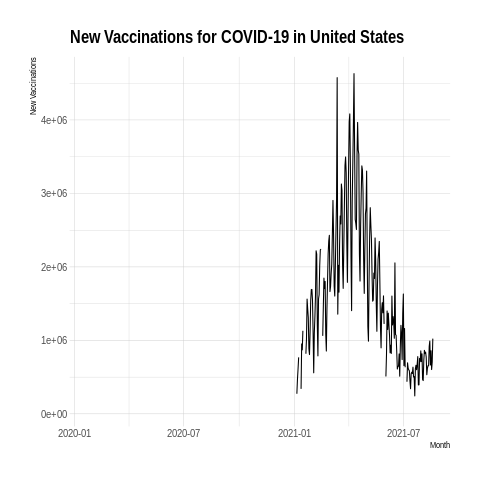 New Vaccinations for COVID-19 in United States
New Vaccinations
4e+06
3e+06
2e+06
1e+06
0e+00
2020-01 2020-07 2021-01 2021-07
Month